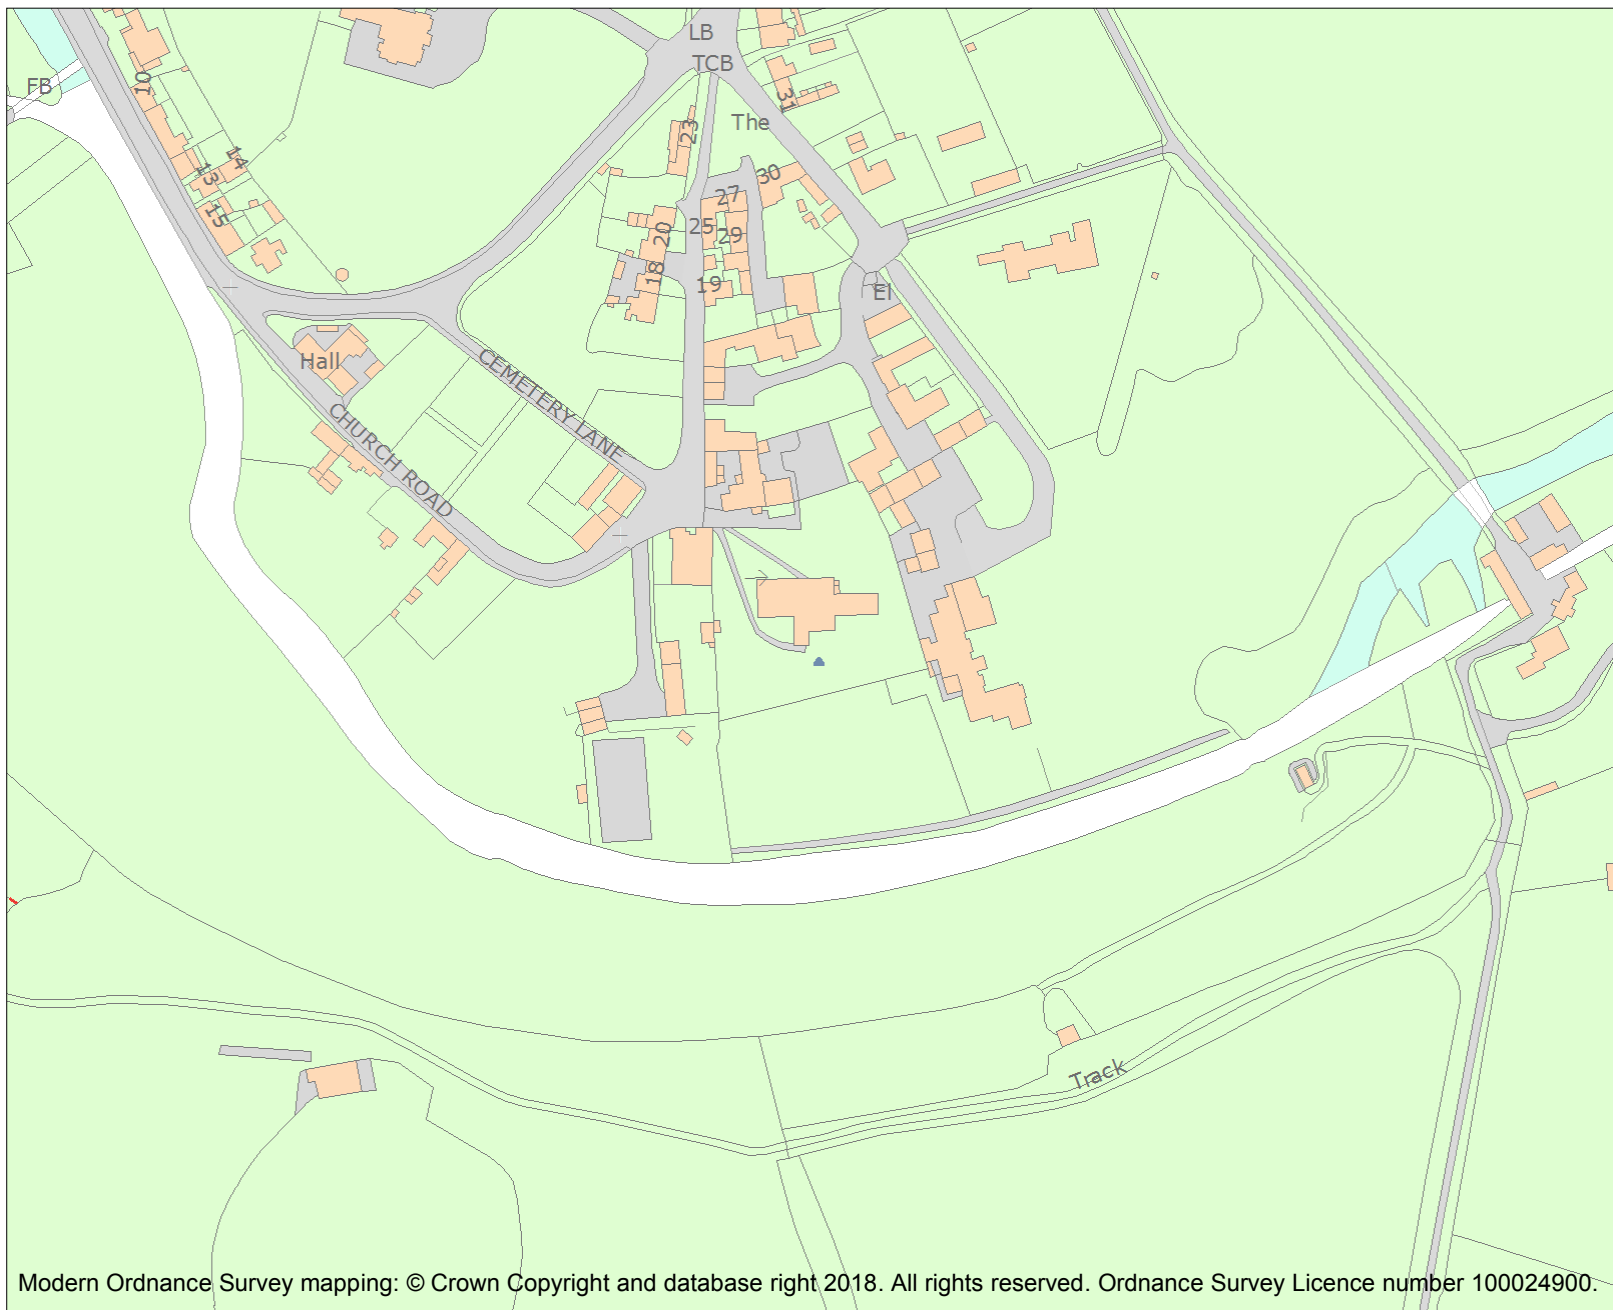 LB
TCB
FB
10
31
The
23
14
13
30
27
15
25
29
20
18
19
El
Hall
CEMETERY LANE
CHURCH ROAD
Track
Modern Ordnance Survey mapping: © Crown Copyright and database right 2018. All rights reserved. Ordnance Survey Licence number 100024900.